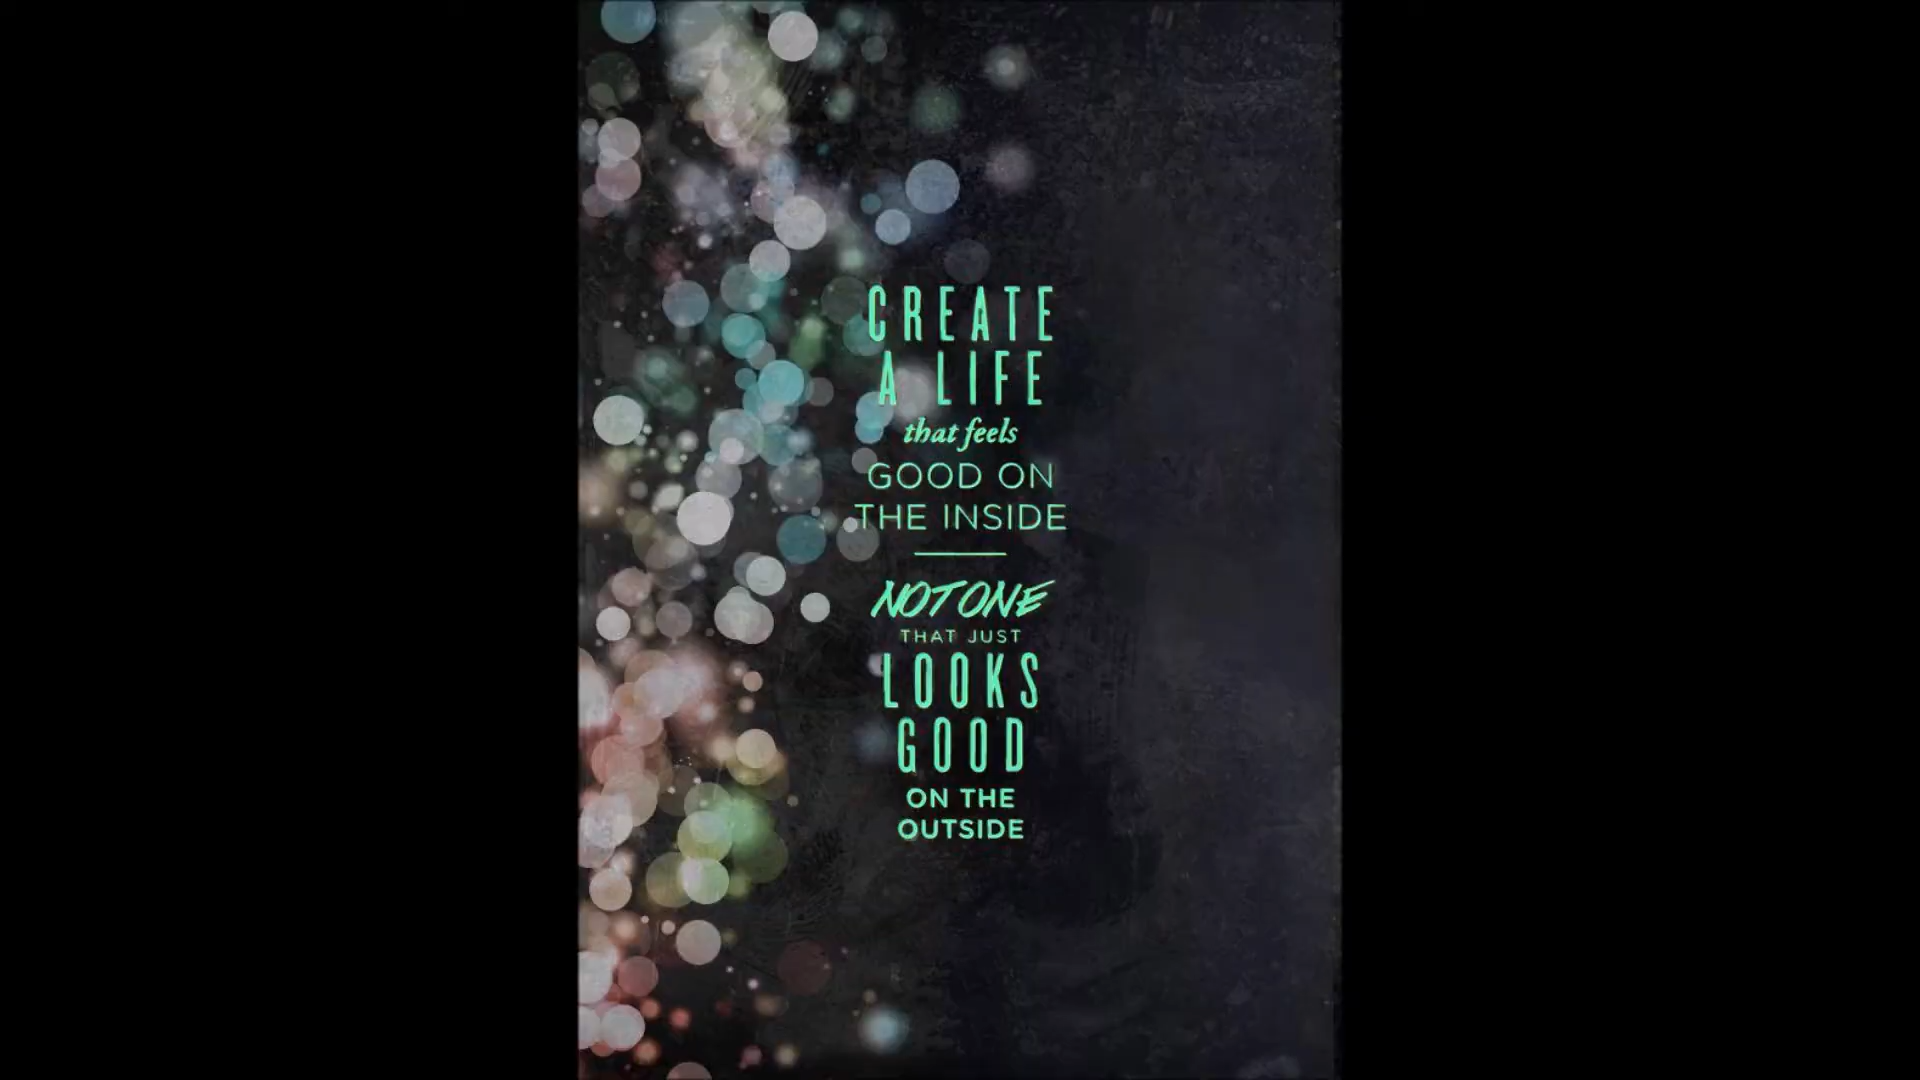 CREATE
A LIFE
that feels
GOOD ON
THE INSIDE
NOT ONE
THAT JUST
LOOKS
GOOD
ON THE
OUTSIDE